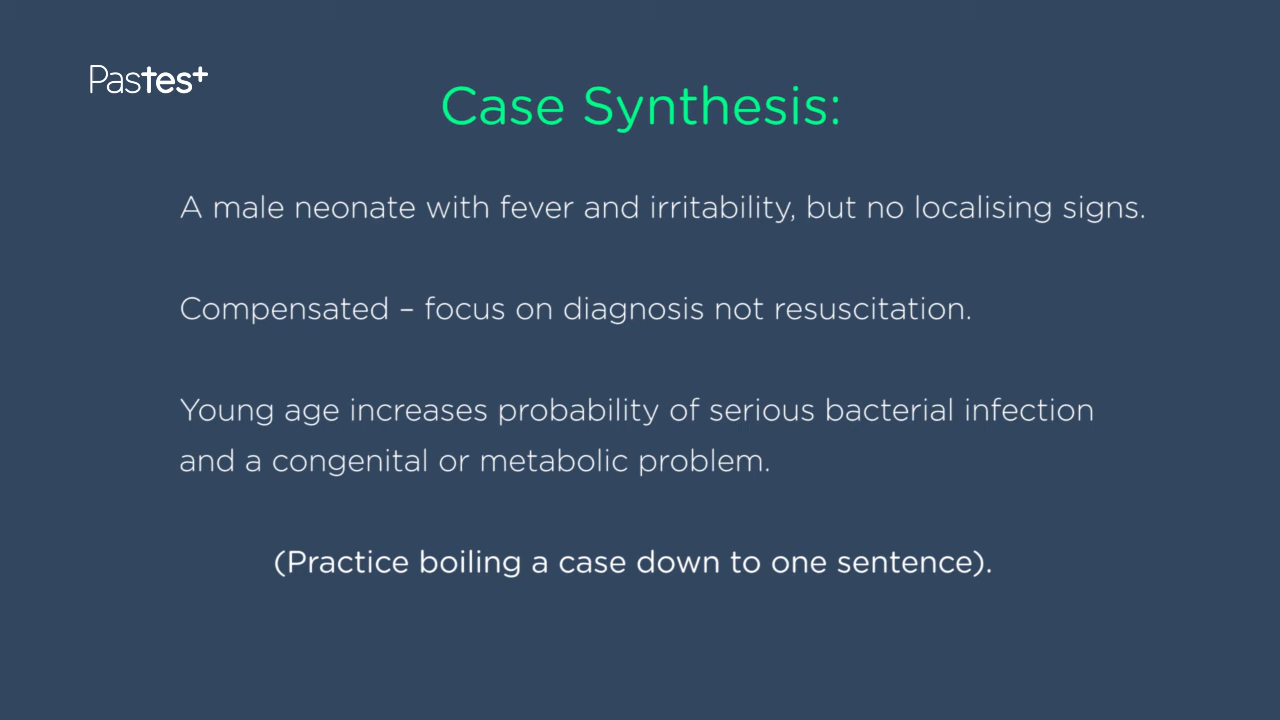 Pastest
Case Synthesis:
A male neonate with fever and irritability, but no localising signs.
Compensated – focus on diagnosis not resuscitation.
Young age increases probability of serious bacterial infection
and a congenital or metabolic problem.
(Practice boiling a case down to one sentence).